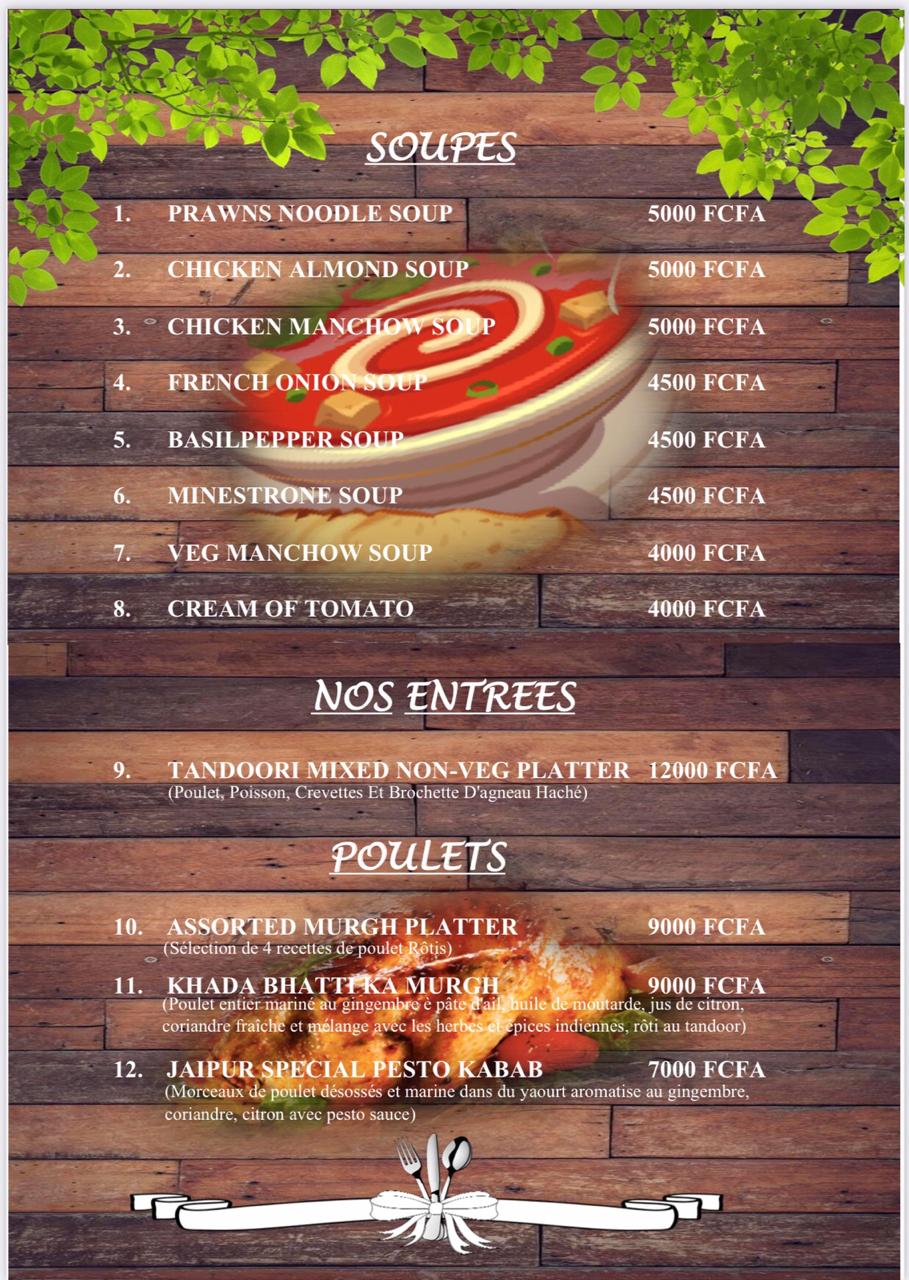 SOUPES
1. PRAWNS NOODLE SOUP 5000 FCFA
2. CHICKEN ALMOND SOUP 5000 FCFA
3. CHICKEN MANCHOW SOUP 5000 FCFA
4. FRENCH ONION SOUP 4500 FCFA
5. BASILPEPPER SOUP 4500 FCFA
6. MINESTRONE SOUP 4500 FCFA
7. VEG MANCHOW SOUP 4000 FCFA
8. CREAM OF TOMATO 4000 FCFA
NOS ENTREES
9. TANDOORI MIXED NON-VEG PLATTER 12000 FCFA
(Poulet, Poisson, Crevettes Et Brochette D'agneau Haché)
POULETS
10. ASSORTED MURGH PLATTER 9000 FCFA
(Sélection de 4 recettes de poulet Rôtis)
11. KHADA BHATTI KA MURGH 9000 FCFA
(Poulet entier mariné au gingembre è pâte d'ail, huile de moutarde, jus de citron,
coriandre fraîche et mélange avec les herbes et épices indiennes, rôti au tandoor)
12. JAIPUR SPECIAL PESTO KABAB 7000 FCFA
(Morceaux de poulet désossés et marine dans du yaourt aromatise au gingembre,
coriandre, citron avec pesto sauce)